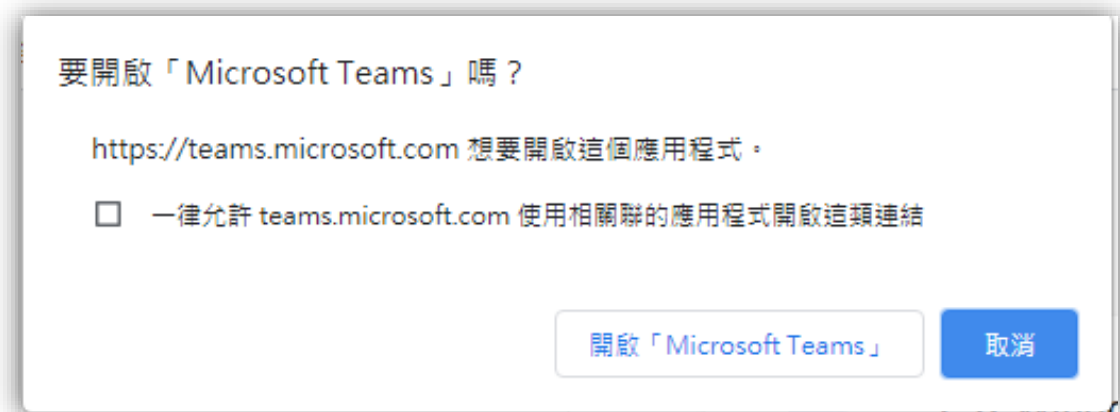 要開啟「Microsoft Teams」嗎？
https://teams.microsoft.com 想要開啟這個應用程式。
一律允許 teams.microsoft.com 使用相關聯的應用程式開啟這類連結
開啟「Microsoft Teams」
取消